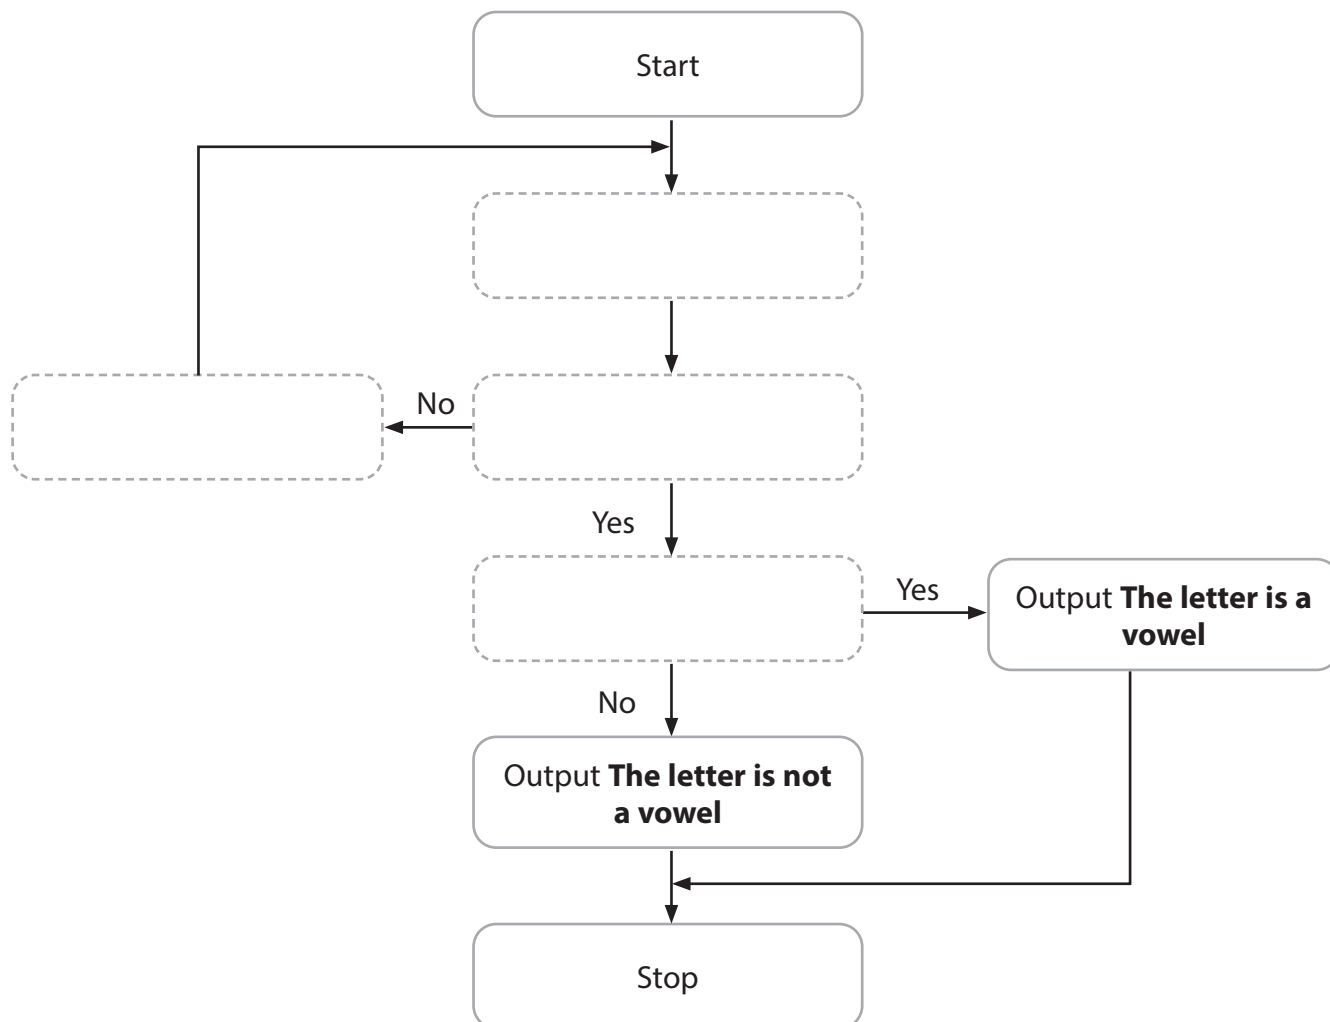 Start
No
Yes
Yes
Output The letter is a
vowel
No
Output The letter is not
a vowel
Stop